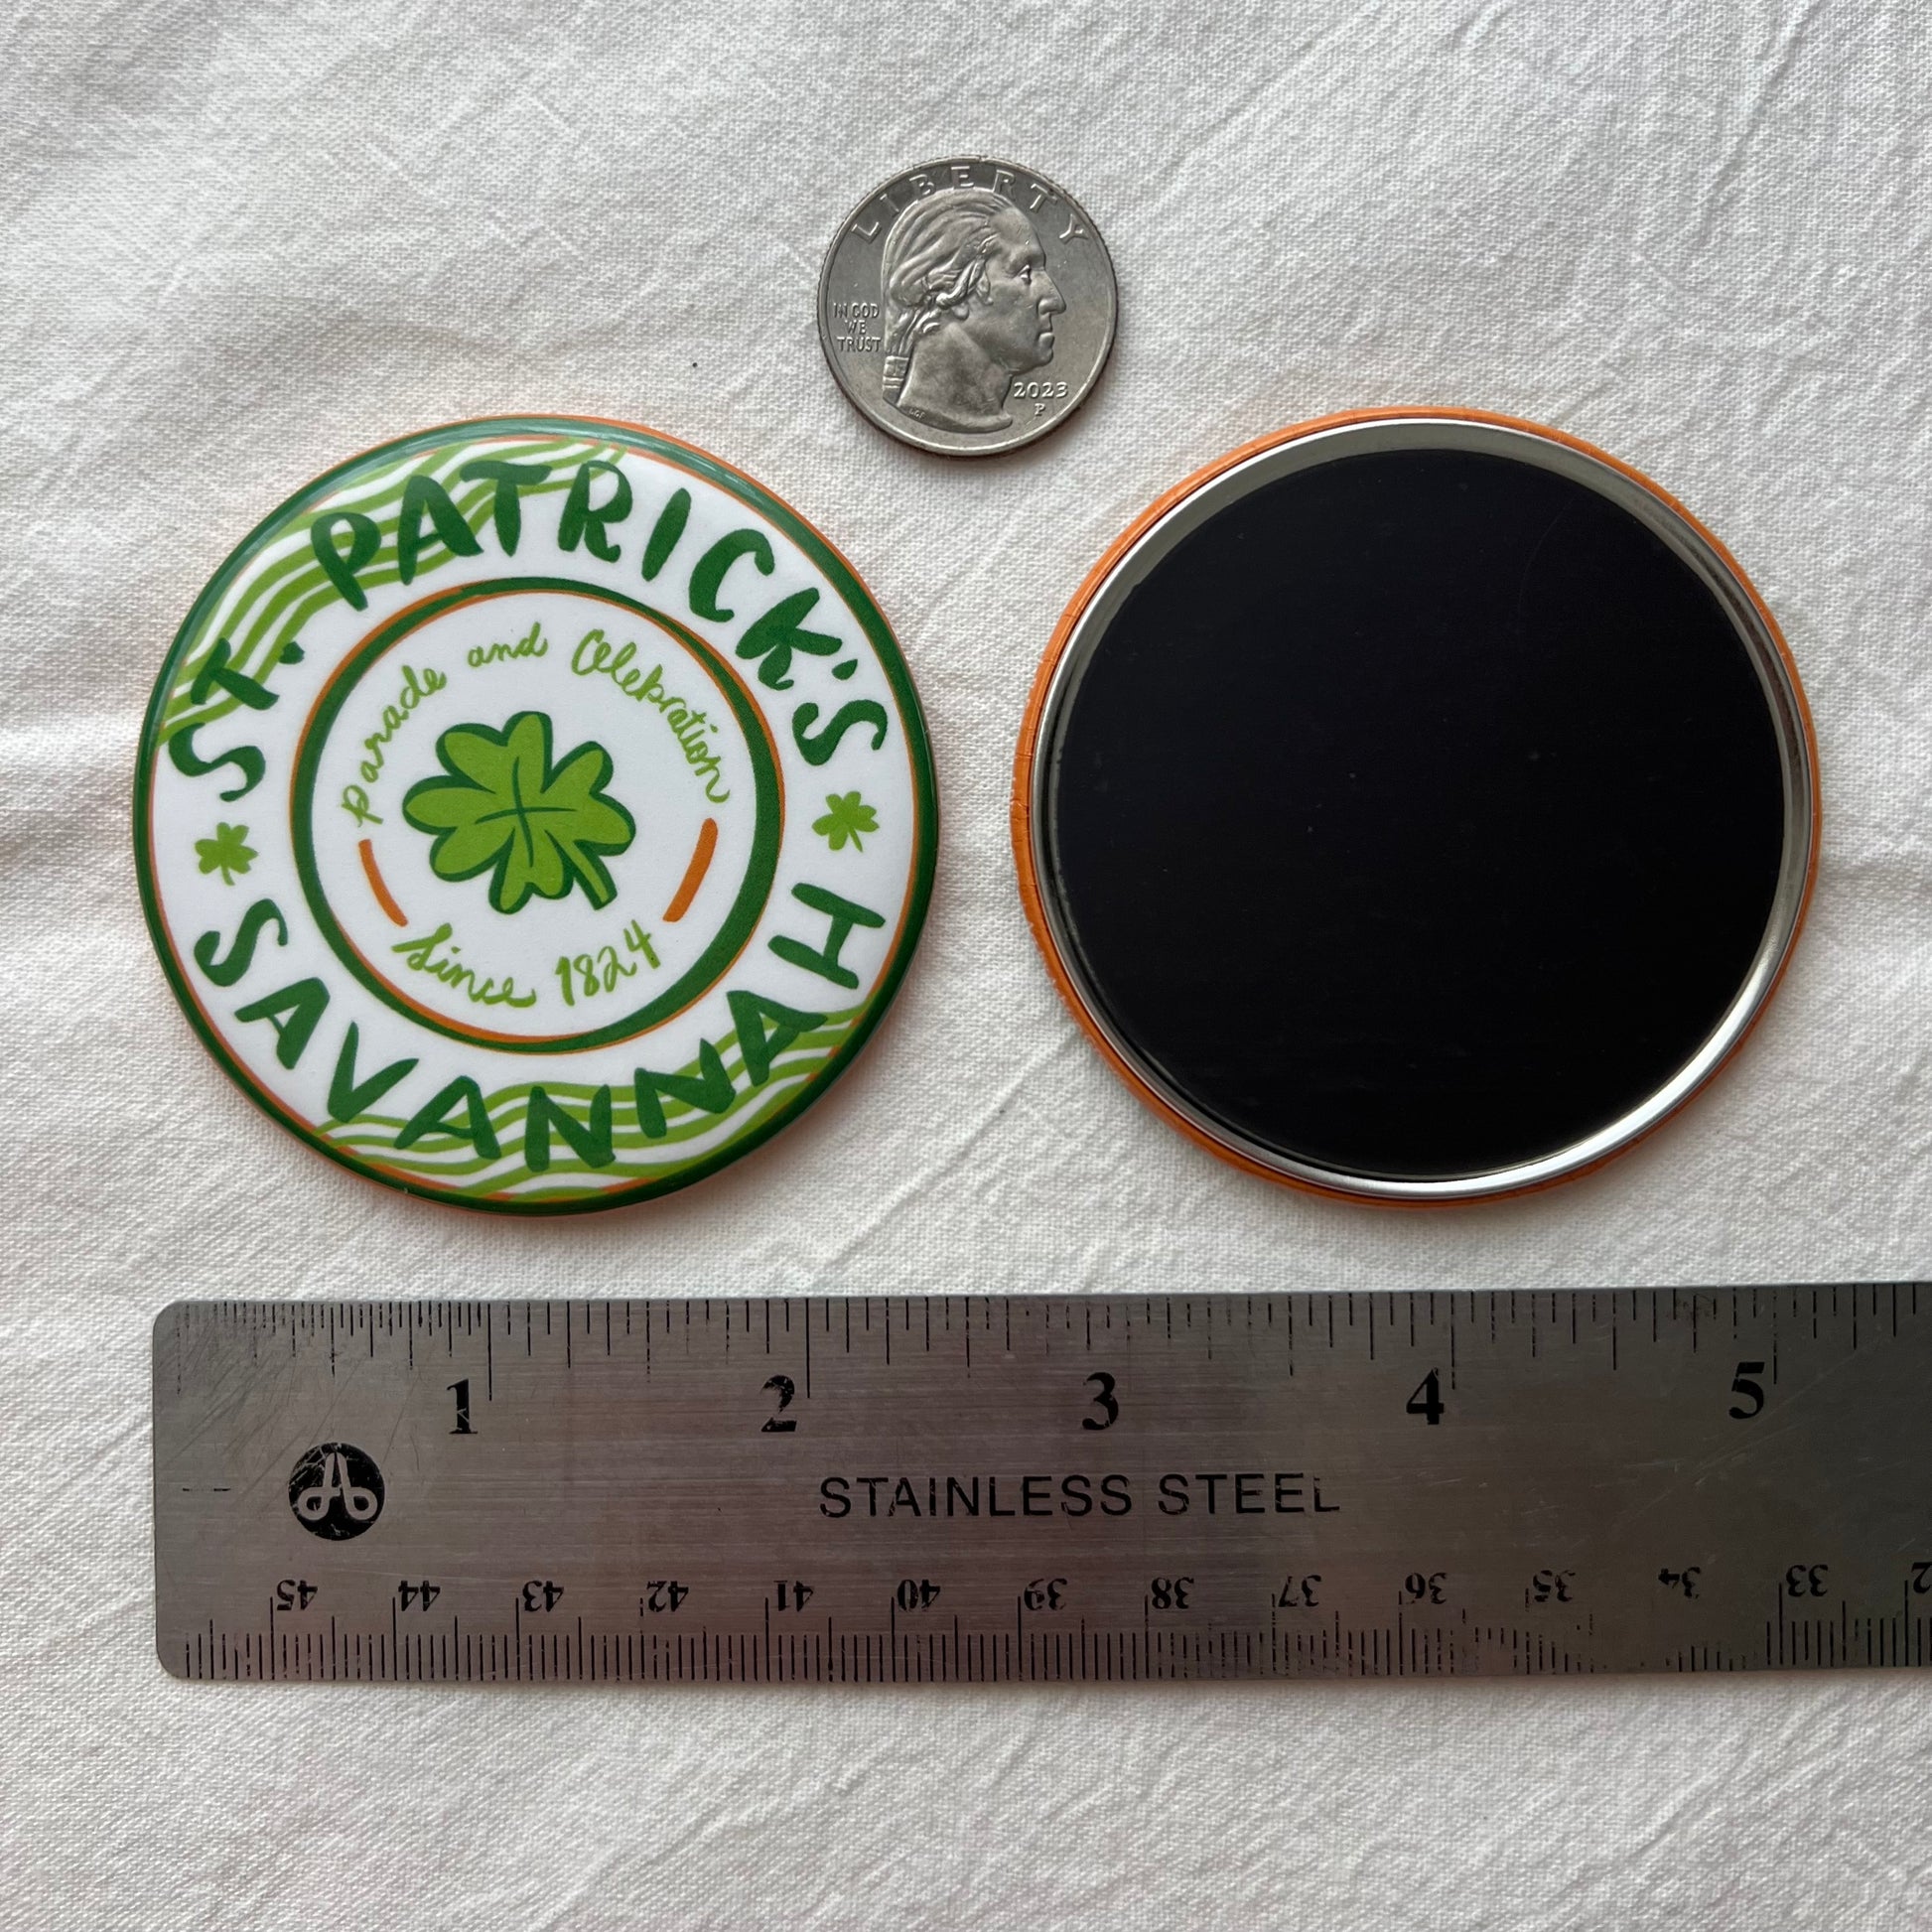 LIBERTY
IN GOD
WE
TRUST
2023
P
ST. PATRICK'S
parade and Celebration
since 1824
SAVANNAH
1 2 3 4 5
STAINLESS STEEL
45 44 43 42 41 40 39 38 37 36 35 34 33